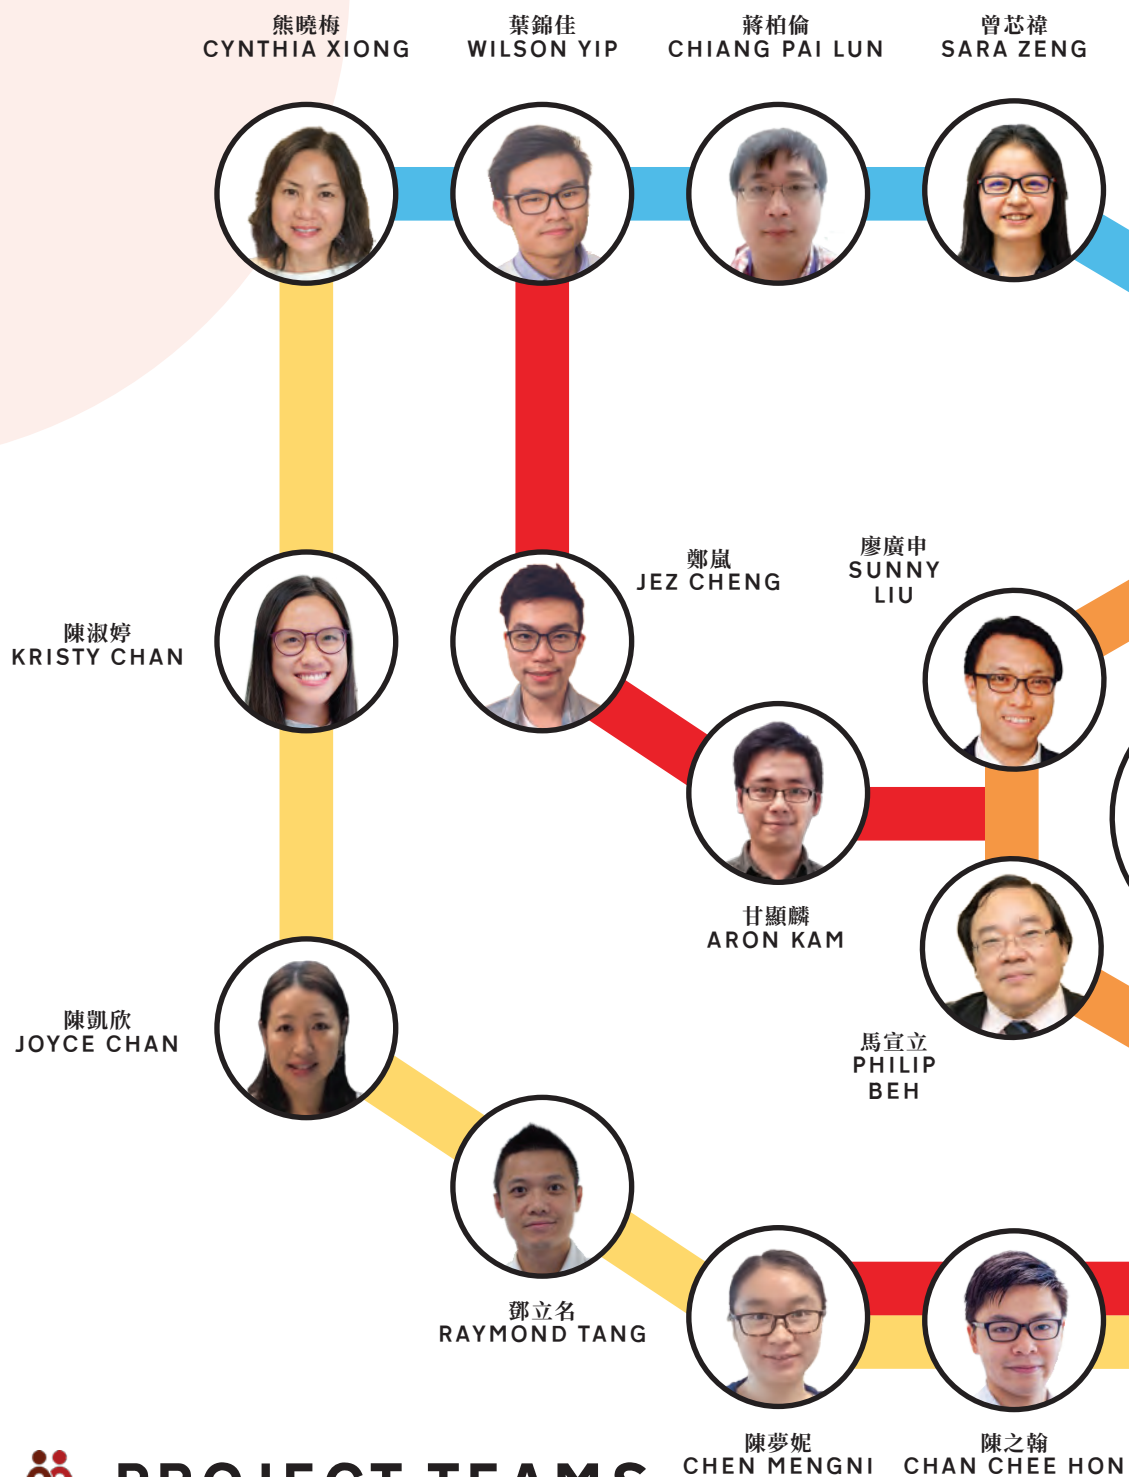 熊曉梅
CYNTHIA XIONG
葉錦佳
WILSON YIP
蔣柏倫
CHIANG PAI LUN
曾芯禕
SARA ZENG
鄭嵐
JEZ CHENG
廖廣申
SUNNY
LIU
陳淑婷
KRISTY CHAN
甘顯麟
ARON KAM
陳凱欣
JOYCE CHAN
馬宣立
PHILIP
BEH
鄧立名
RAYMOND TANG
陳夢妮
CHEN MENGNI
陳之翰
CHAN CHEE HON
PROJECT TEAMS